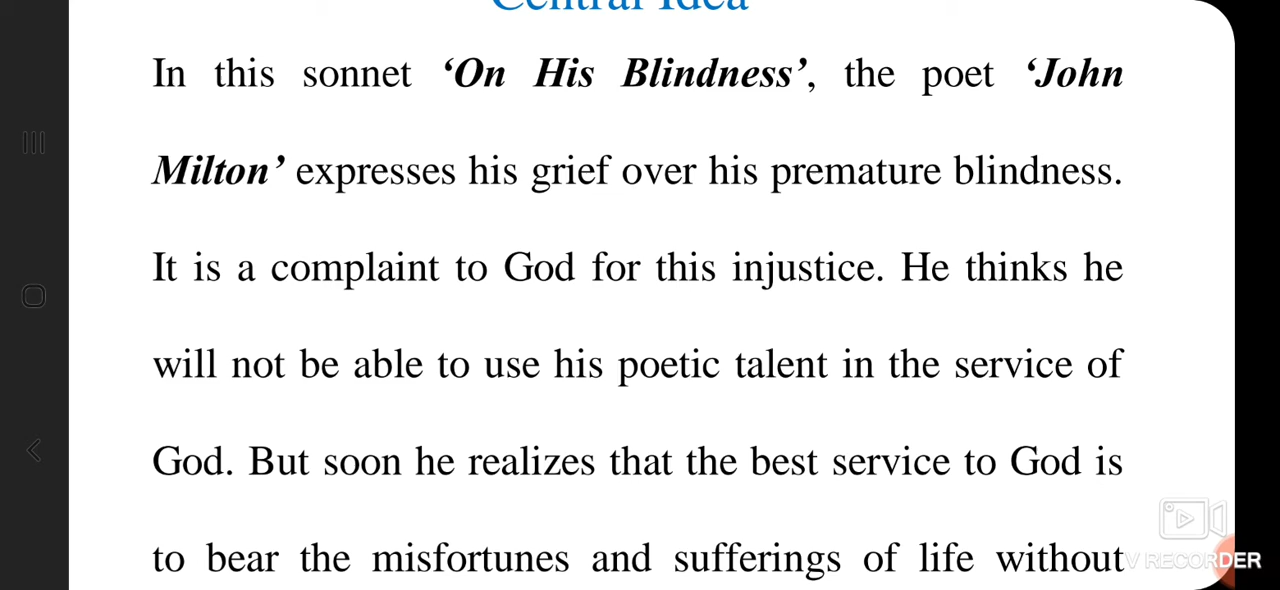 Central Idea
In this sonnet ‘On His Blindness’, the poet ‘John
Milton’ expresses his grief over his premature blindness.
It is a complaint to God for this injustice. He thinks he
will not be able to use his poetic talent in the service of
God. But soon he realizes that the best service to God is
to bear the misfortunes and sufferings of life without
V RECORDER